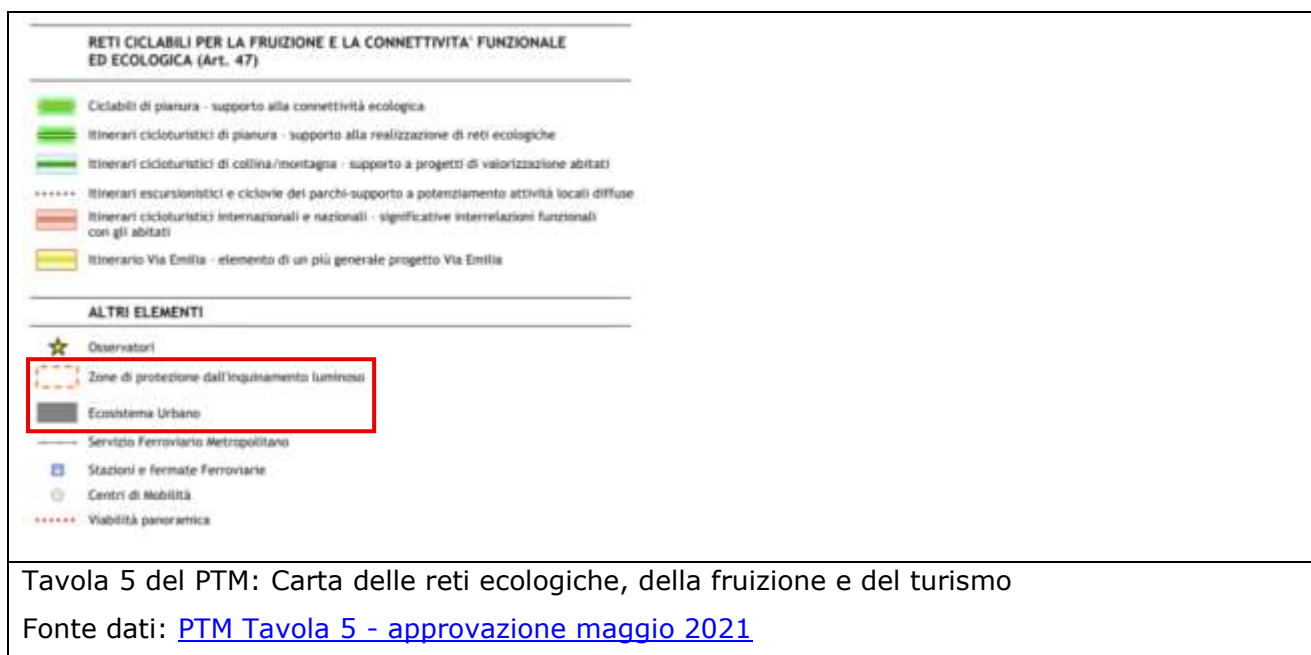 RETI CICLABILI PER LA FRUIZIONE E LA CONNETTIVITA' FUNZIONALE
ED ECOLOGICA (Art. 47)
Ciclabili di pianura - supporto alla connettività ecologica
Itinerari cicloturistici di pianura - supporto alla realizzazione di reti ecologiche
Itinerari cicloturistici di collina/montagna - supporto a progetti di valorizzazione abitati
Itinerari escursionistici e ciclovie dei parchi-supporto a potenziamento attività locali diffuse
Itinerari cicloturistici internazionali e nazionali - significative interrelazioni funzionali
con gli abitati
Itinerario Via Emilia - elemento di un più generale progetto Via Emilia
ALTRI ELEMENTI
Osservatori
Zone di protezione dall'inquinamento luminoso
Ecosistema Urbano
Servizio Ferroviario Metropolitano
Stazioni e fermate Ferroviarie
Centri di Mobilità
Viabilità panoramica
Tavola 5 del PTM: Carta delle reti ecologiche, della fruizione e del turismo
Fonte dati: PTM Tavola 5 - approvazione maggio 2021